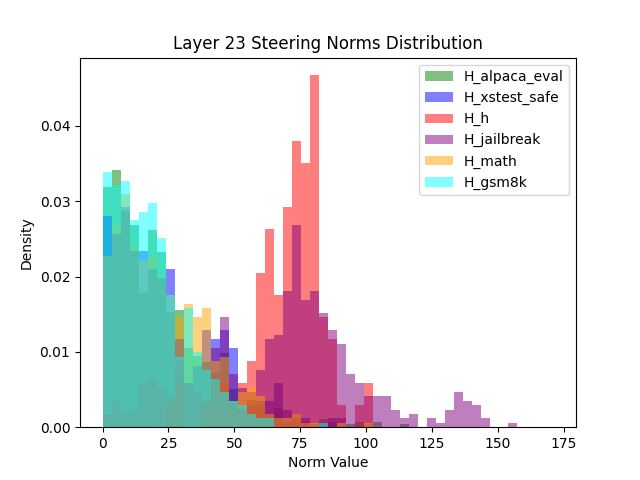 Layer 23 Steering Norms Distribution
H_alpaca_eval
H_xstest_safe
H_h
H_jailbreak
H_math
H_gsm8k
0.04
0.03
0.02
0.01
0.00
Density
0 25 50 75 100 125 150 175
Norm Value